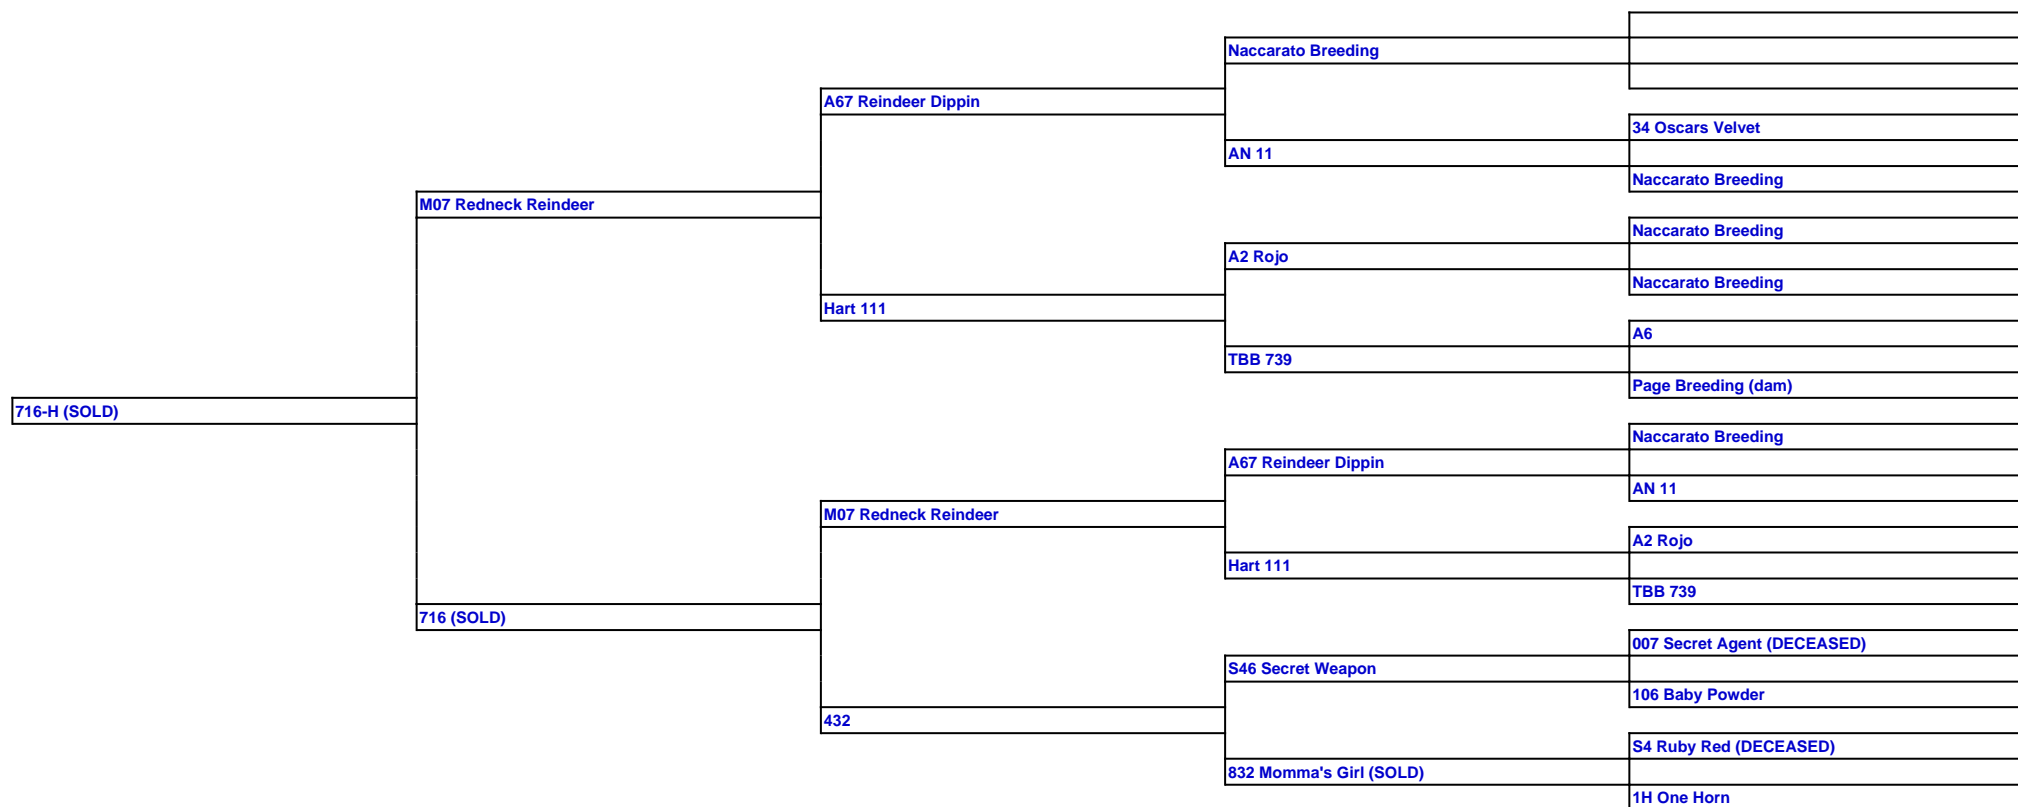 Naccarato Breeding
A67 Reindeer Dippin
34 Oscars Velvet
AN 11
Naccarato Breeding
M07 Redneck Reindeer
Naccarato Breeding
A2 Rojo
Naccarato Breeding
Hart 111
A6
TBB 739
Page Breeding (dam)
716-H (SOLD)
Naccarato Breeding
A67 Reindeer Dippin
AN 11
M07 Redneck Reindeer
A2 Rojo
Hart 111
TBB 739
716 (SOLD)
007 Secret Agent (DECEASED)
S46 Secret Weapon
106 Baby Powder
432
S4 Ruby Red (DECEASED)
832 Momma's Girl (SOLD)
1H One Horn